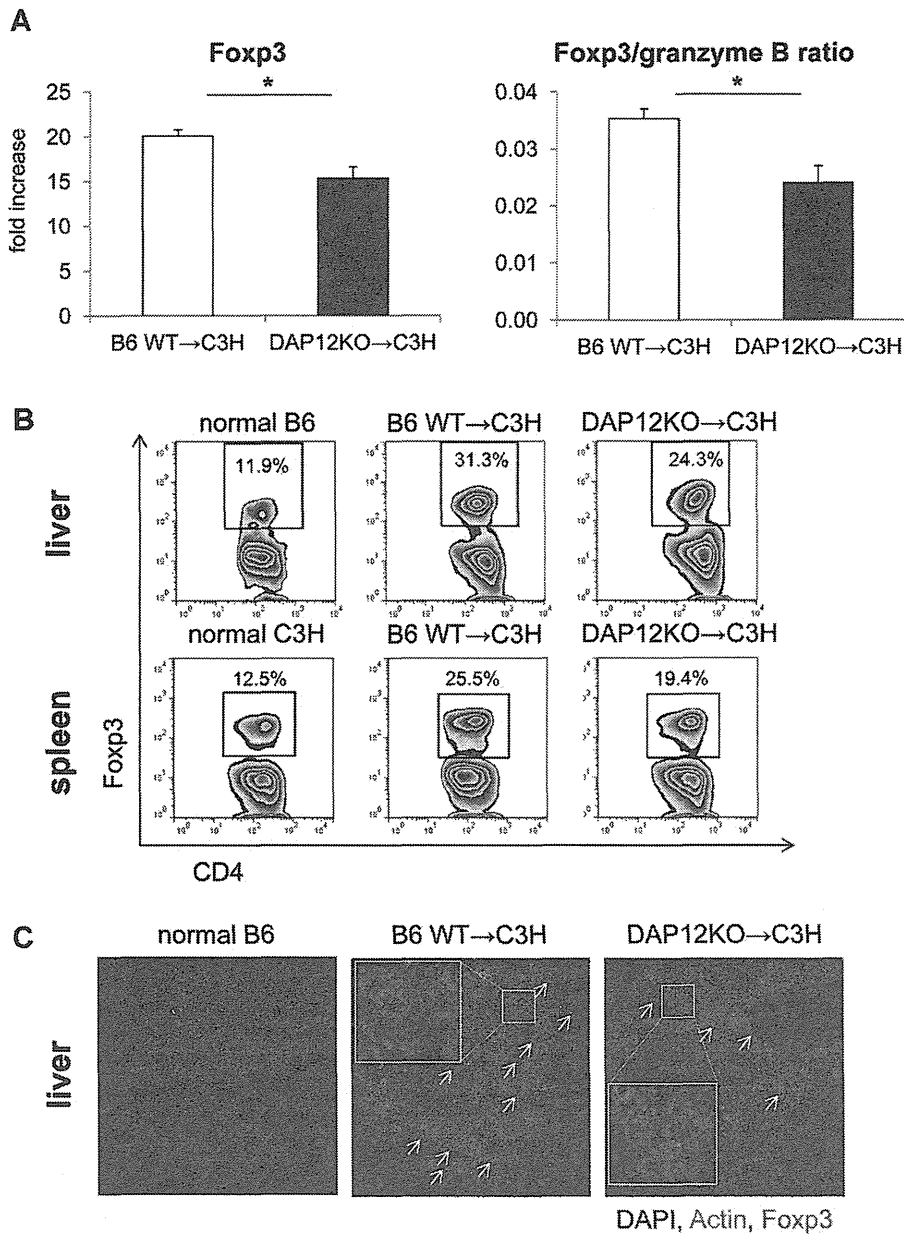 A
Foxp3
Foxp3/granzyme B ratio
*
*
fold increase
25
20
15
10
5
0
0.04
0.03
0.02
0.01
0.00
B6 WT→C3H DAP12KO→C3H
B6 WT→C3H DAP12KO→C3H
B
normal B6 B6 WT→C3H DAP12KO→C3H
liver
11.9% 31.3% 24.3%
normal C3H B6 WT→C3H DAP12KO→C3H
spleen
12.5% 25.5% 19.4%
Foxp3
CD4
C
normal B6 B6 WT→C3H DAP12KO→C3H
liver
DAPI, Actin, Foxp3